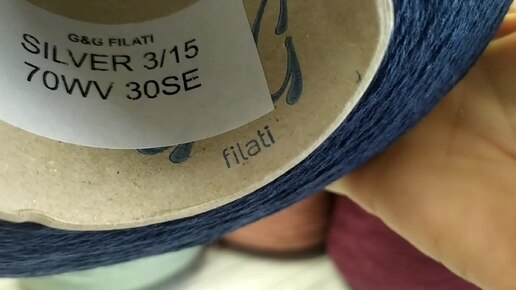 G&G FILATI
SILVER 3/15
70WV 30SE
filati